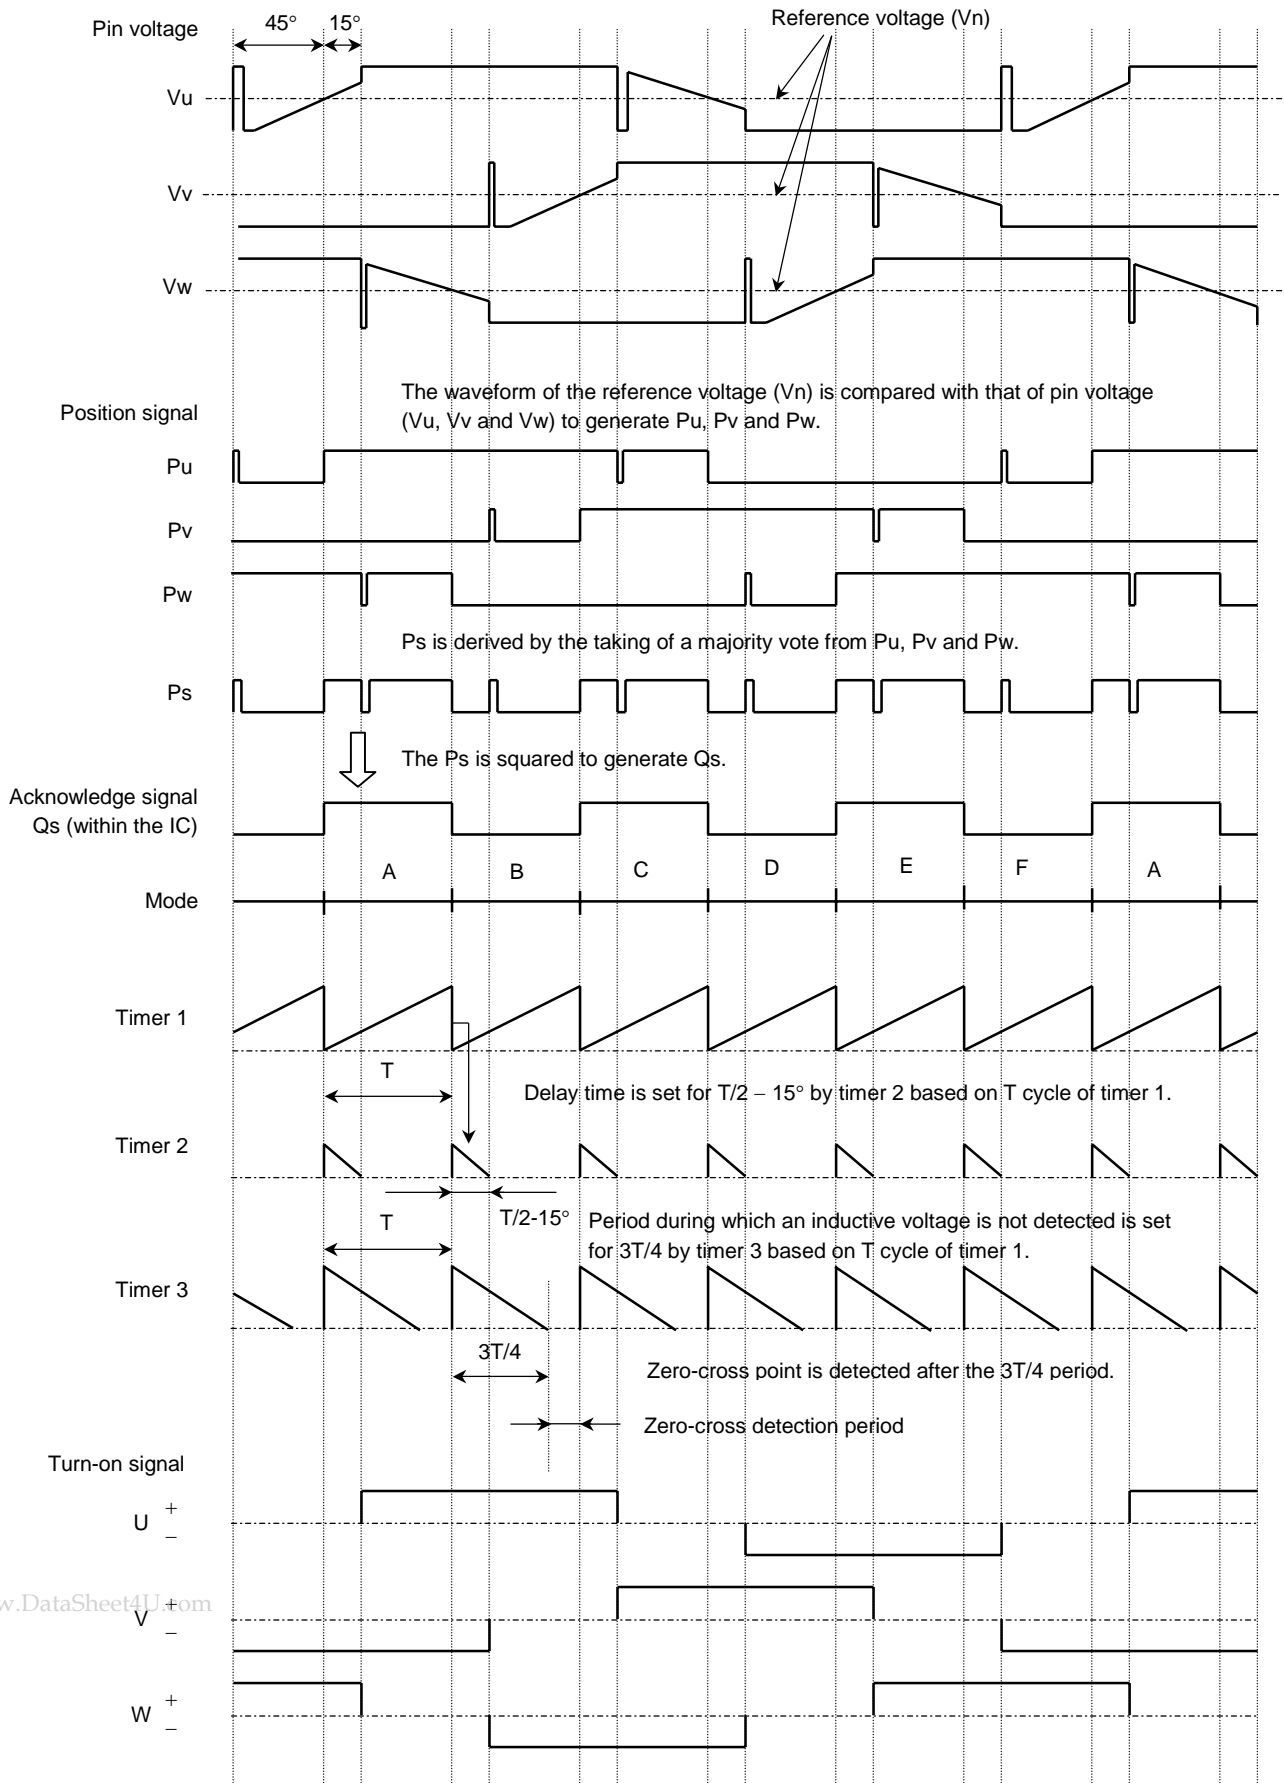 Reference voltage (Vn)
Pin voltage
45°
15°
Vu
Vv
Vw
The waveform of the reference voltage (Vn) is compared with that of pin voltage
(Vu, Vv and Vw) to generate Pu, Pv and Pw.
Position signal
Pu
Pv
Pw
Ps is derived by the taking of a majority vote from Pu, Pv and Pw.
Ps
The Ps is squared to generate Qs.
Acknowledge signal
Qs (within the IC)
A B C D E F A
Mode
Timer 1
T
Delay time is set for T/2 – 15° by timer 2 based on T cycle of timer 1.
Timer 2
T/2-15°
T
Period during which an inductive voltage is not detected is set
for 3T/4 by timer 3 based on T cycle of timer 1.
Timer 3
3T/4
Zero-cross point is detected after the 3T/4 period.
Zero-cross detection period
Turn-on signal
+
U
−
w.DataSheet4U.com
+
V
−
+
W
−